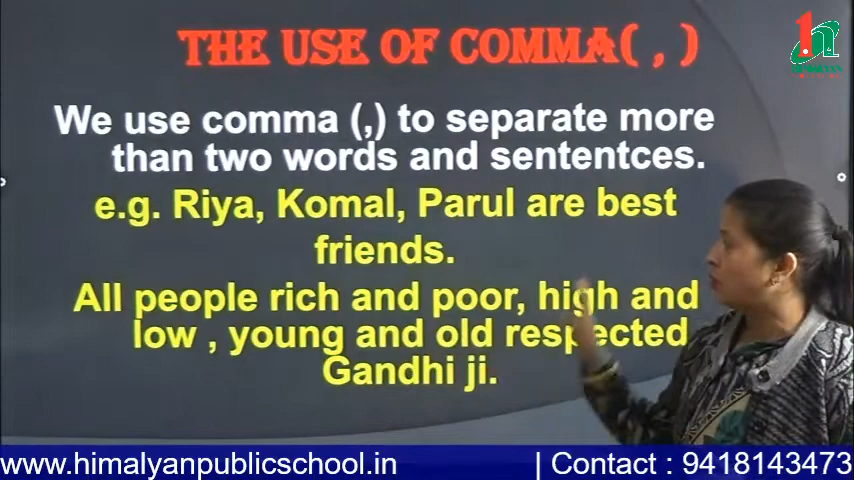 THE USE OF COMMA( , )
We use comma (,) to separate more
than two words and sententces.
e.g. Riya, Komal, Parul are best
friends.
All people rich and poor, high and
low , young and old respected
Gandhi ji.
www.himalyanpublicschool.in | Contact : 9418143473